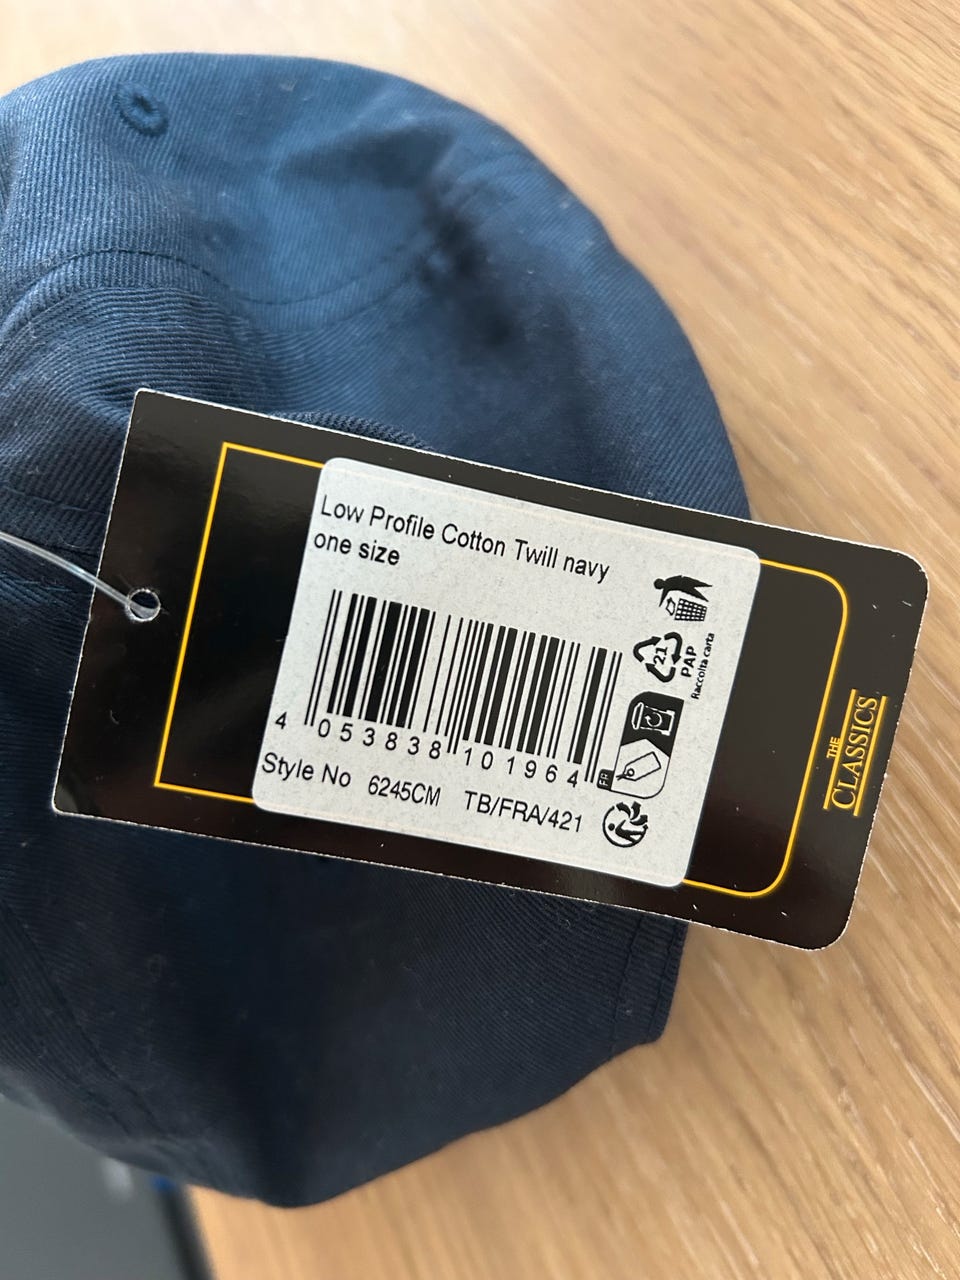 Low Profile Cotton Twill navy
one size
4 053838 101964
Style No 6245CM TB/FRA/421
21
PAP
Raccolta carta
FR
THE
CLASSICS